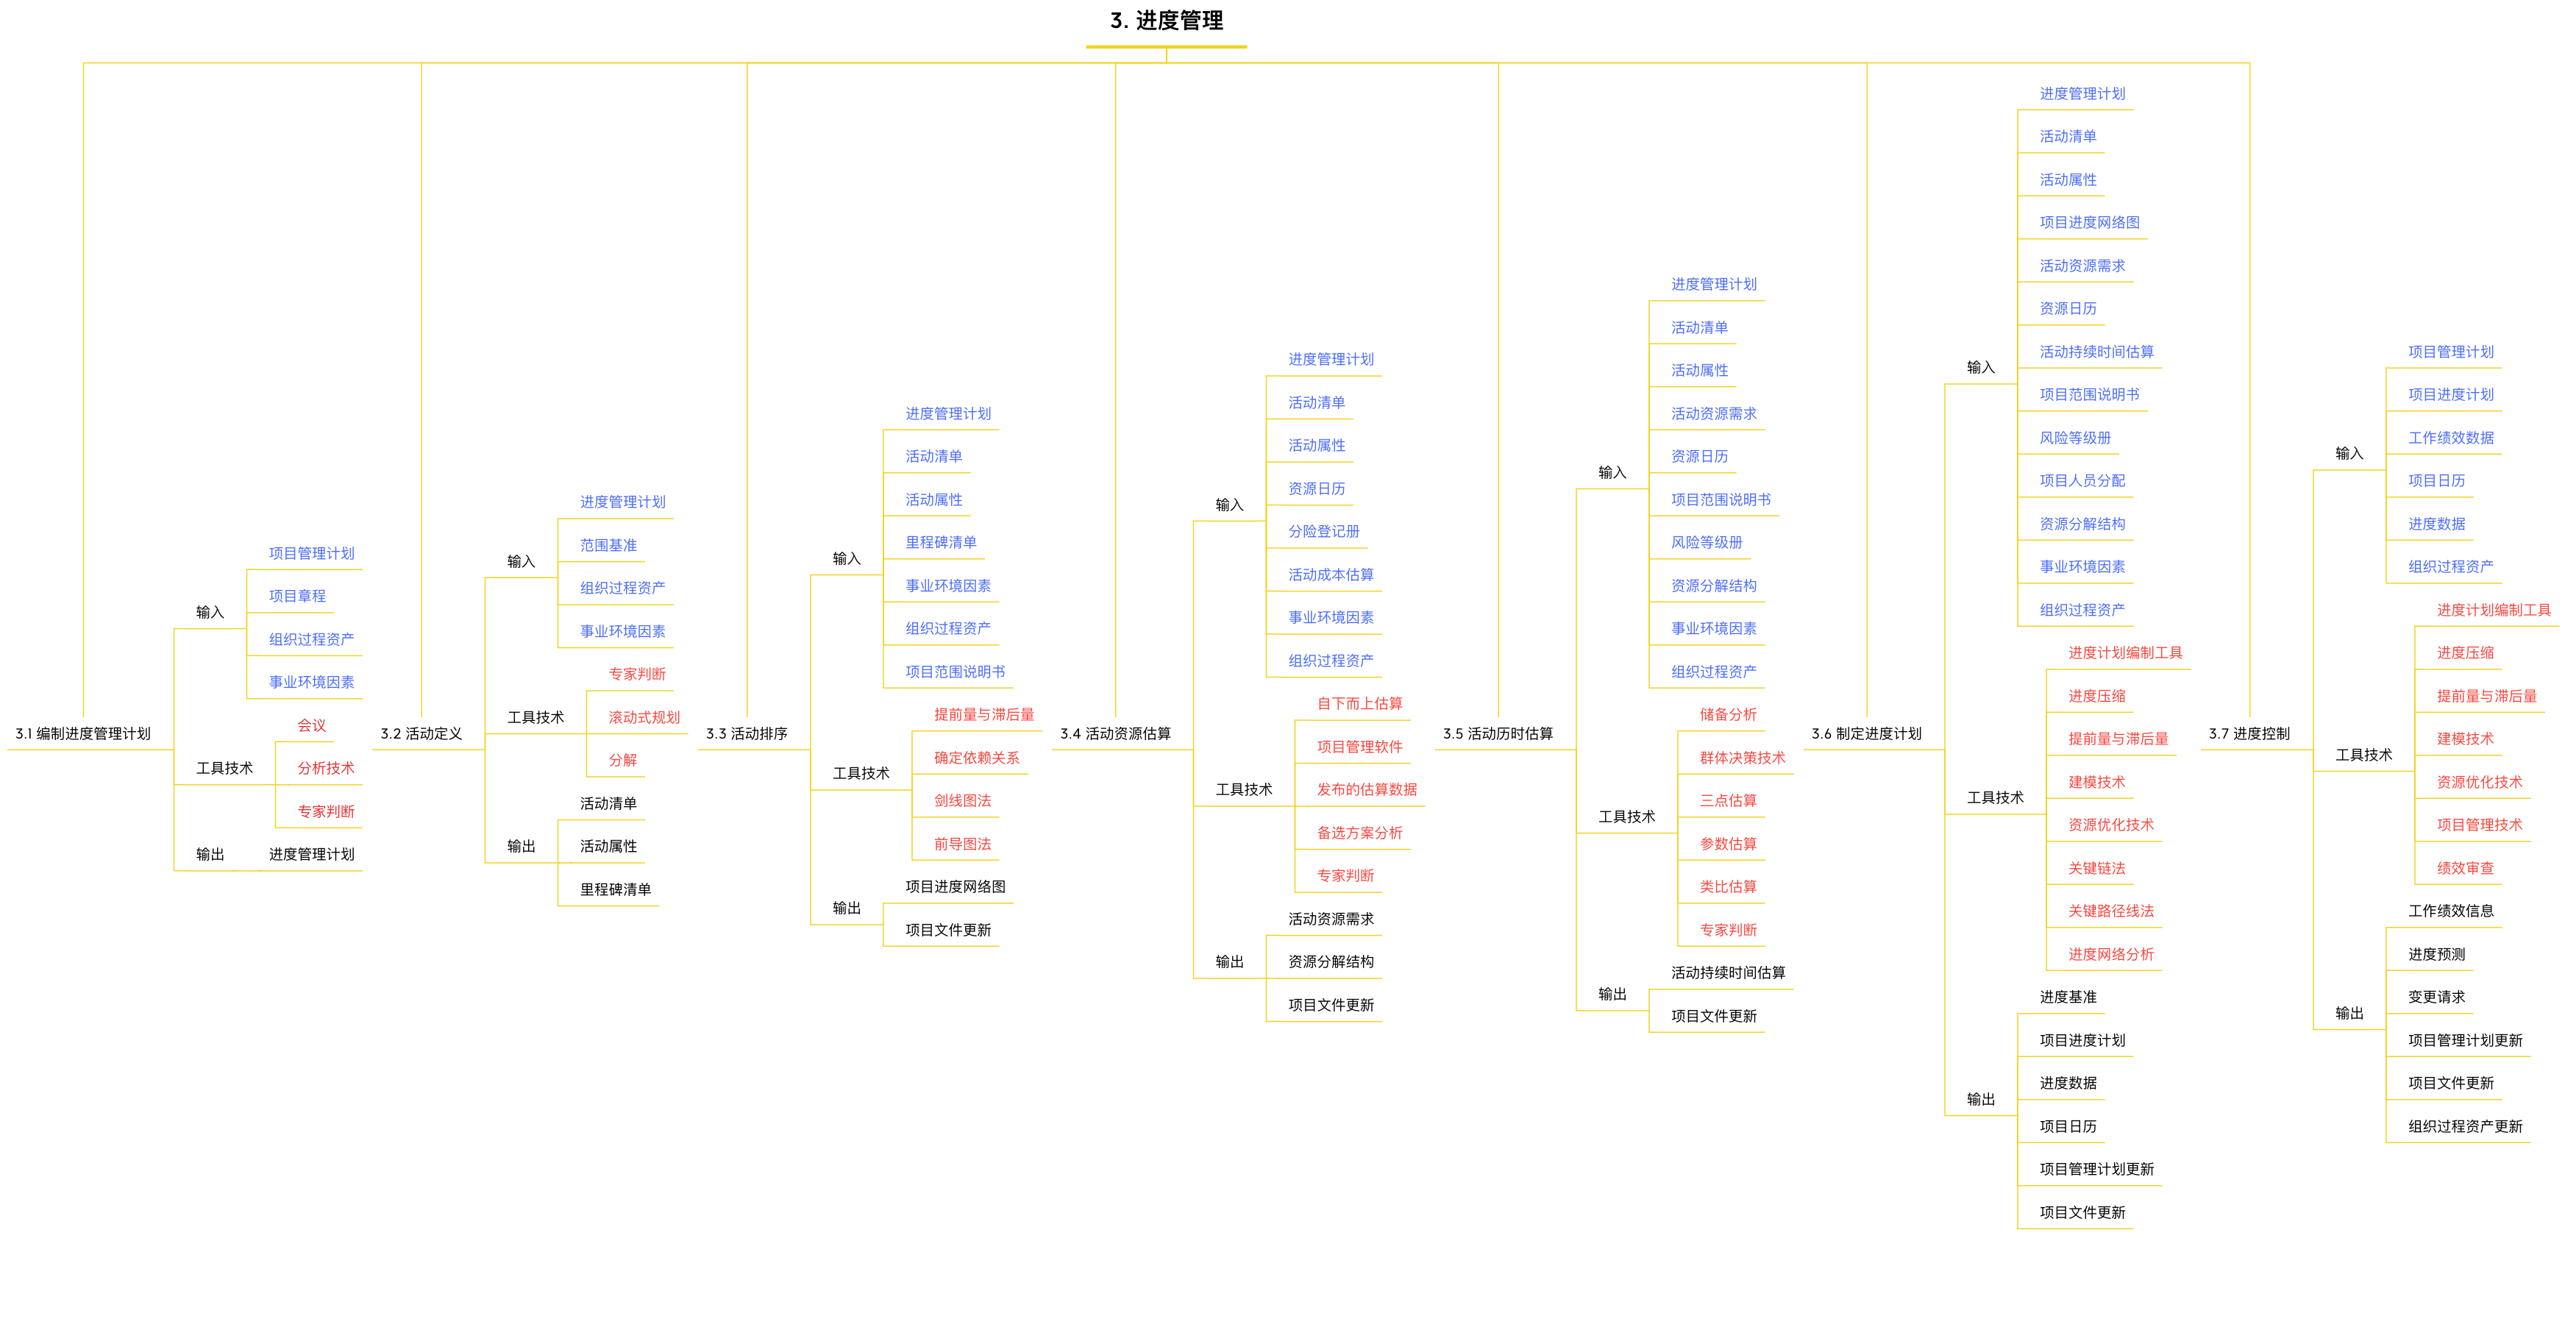 3. 进度管理
3.1 编制进度管理计划
输入
项目管理计划
项目章程
组织过程资产
事业环境因素
工具技术
会议
分析技术
专家判断
输出
进度管理计划
3.2 活动定义
输入
进度管理计划
范围基准
组织过程资产
事业环境因素
工具技术
专家判断
滚动式规划
分解
输出
活动清单
活动属性
里程碑清单
3.3 活动排序
输入
进度管理计划
活动清单
活动属性
里程碑清单
事业环境因素
组织过程资产
项目范围说明书
工具技术
提前量与滞后量
确定依赖关系
剑线图法
前导图法
输出
项目进度网络图
项目文件更新
3.4 活动资源估算
输入
进度管理计划
活动清单
活动属性
资源日历
分险登记册
活动成本估算
事业环境因素
组织过程资产
工具技术
自下而上估算
项目管理软件
发布的估算数据
备选方案分析
专家判断
输出
活动资源需求
资源分解结构
项目文件更新
3.5 活动历时估算
输入
进度管理计划
活动清单
活动属性
活动资源需求
资源日历
项目范围说明书
风险等级册
资源分解结构
事业环境因素
组织过程资产
工具技术
储备分析
群体决策技术
三点估算
参数估算
类比估算
专家判断
输出
活动持续时间估算
项目文件更新
3.6 制定进度计划
输入
进度管理计划
活动清单
活动属性
项目进度网络图
活动资源需求
资源日历
活动持续时间估算
项目范围说明书
风险等级册
项目人员分配
资源分解结构
事业环境因素
组织过程资产
工具技术
进度计划编制工具
进度压缩
提前量与滞后量
建模技术
资源优化技术
关键链法
关键路径线法
进度网络分析
输出
进度基准
项目进度计划
进度数据
项目日历
项目管理计划更新
项目文件更新
3.7 进度控制
输入
项目管理计划
项目进度计划
工作绩效数据
项目日历
进度数据
组织过程资产
工具技术
进度计划编制工具
进度压缩
提前量与滞后量
建模技术
资源优化技术
项目管理技术
绩效审查
输出
工作绩效信息
进度预测
变更请求
项目管理计划更新
项目文件更新
组织过程资产更新